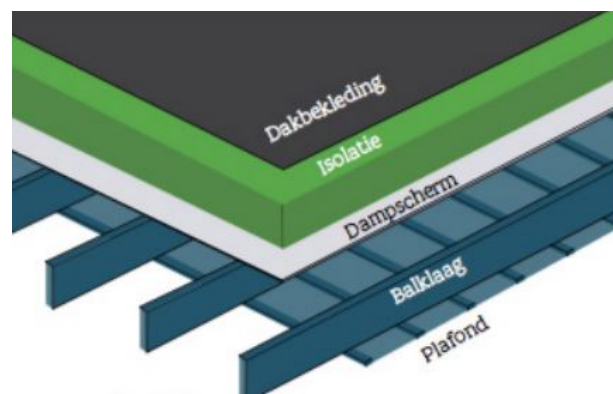 Dakbekleding
Isolatie
Dampscherm
Balklaag
Plafond